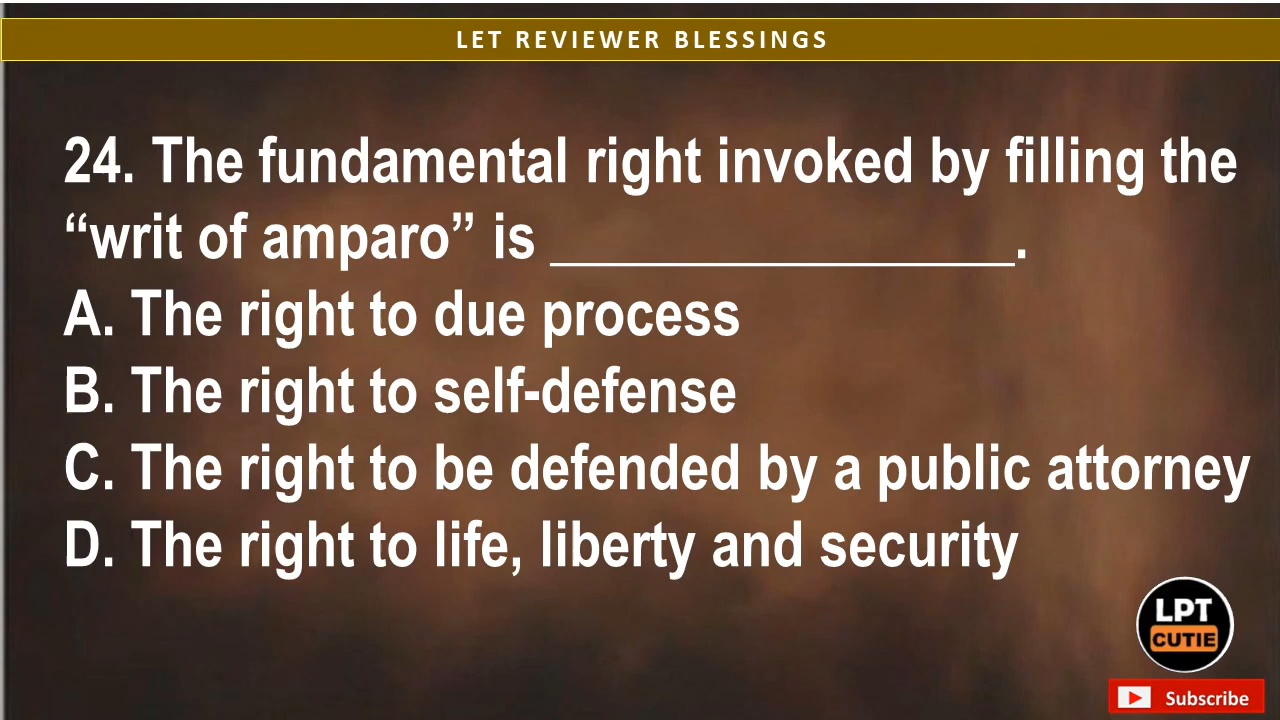 LET REVIEWER BLESSINGS
24. The fundamental right invoked by filling the
“writ of amparo” is __________________.
A. The right to due process
B. The right to self-defense
C. The right to be defended by a public attorney
D. The right to life, liberty and security
LPT
CUTIE
Subscribe